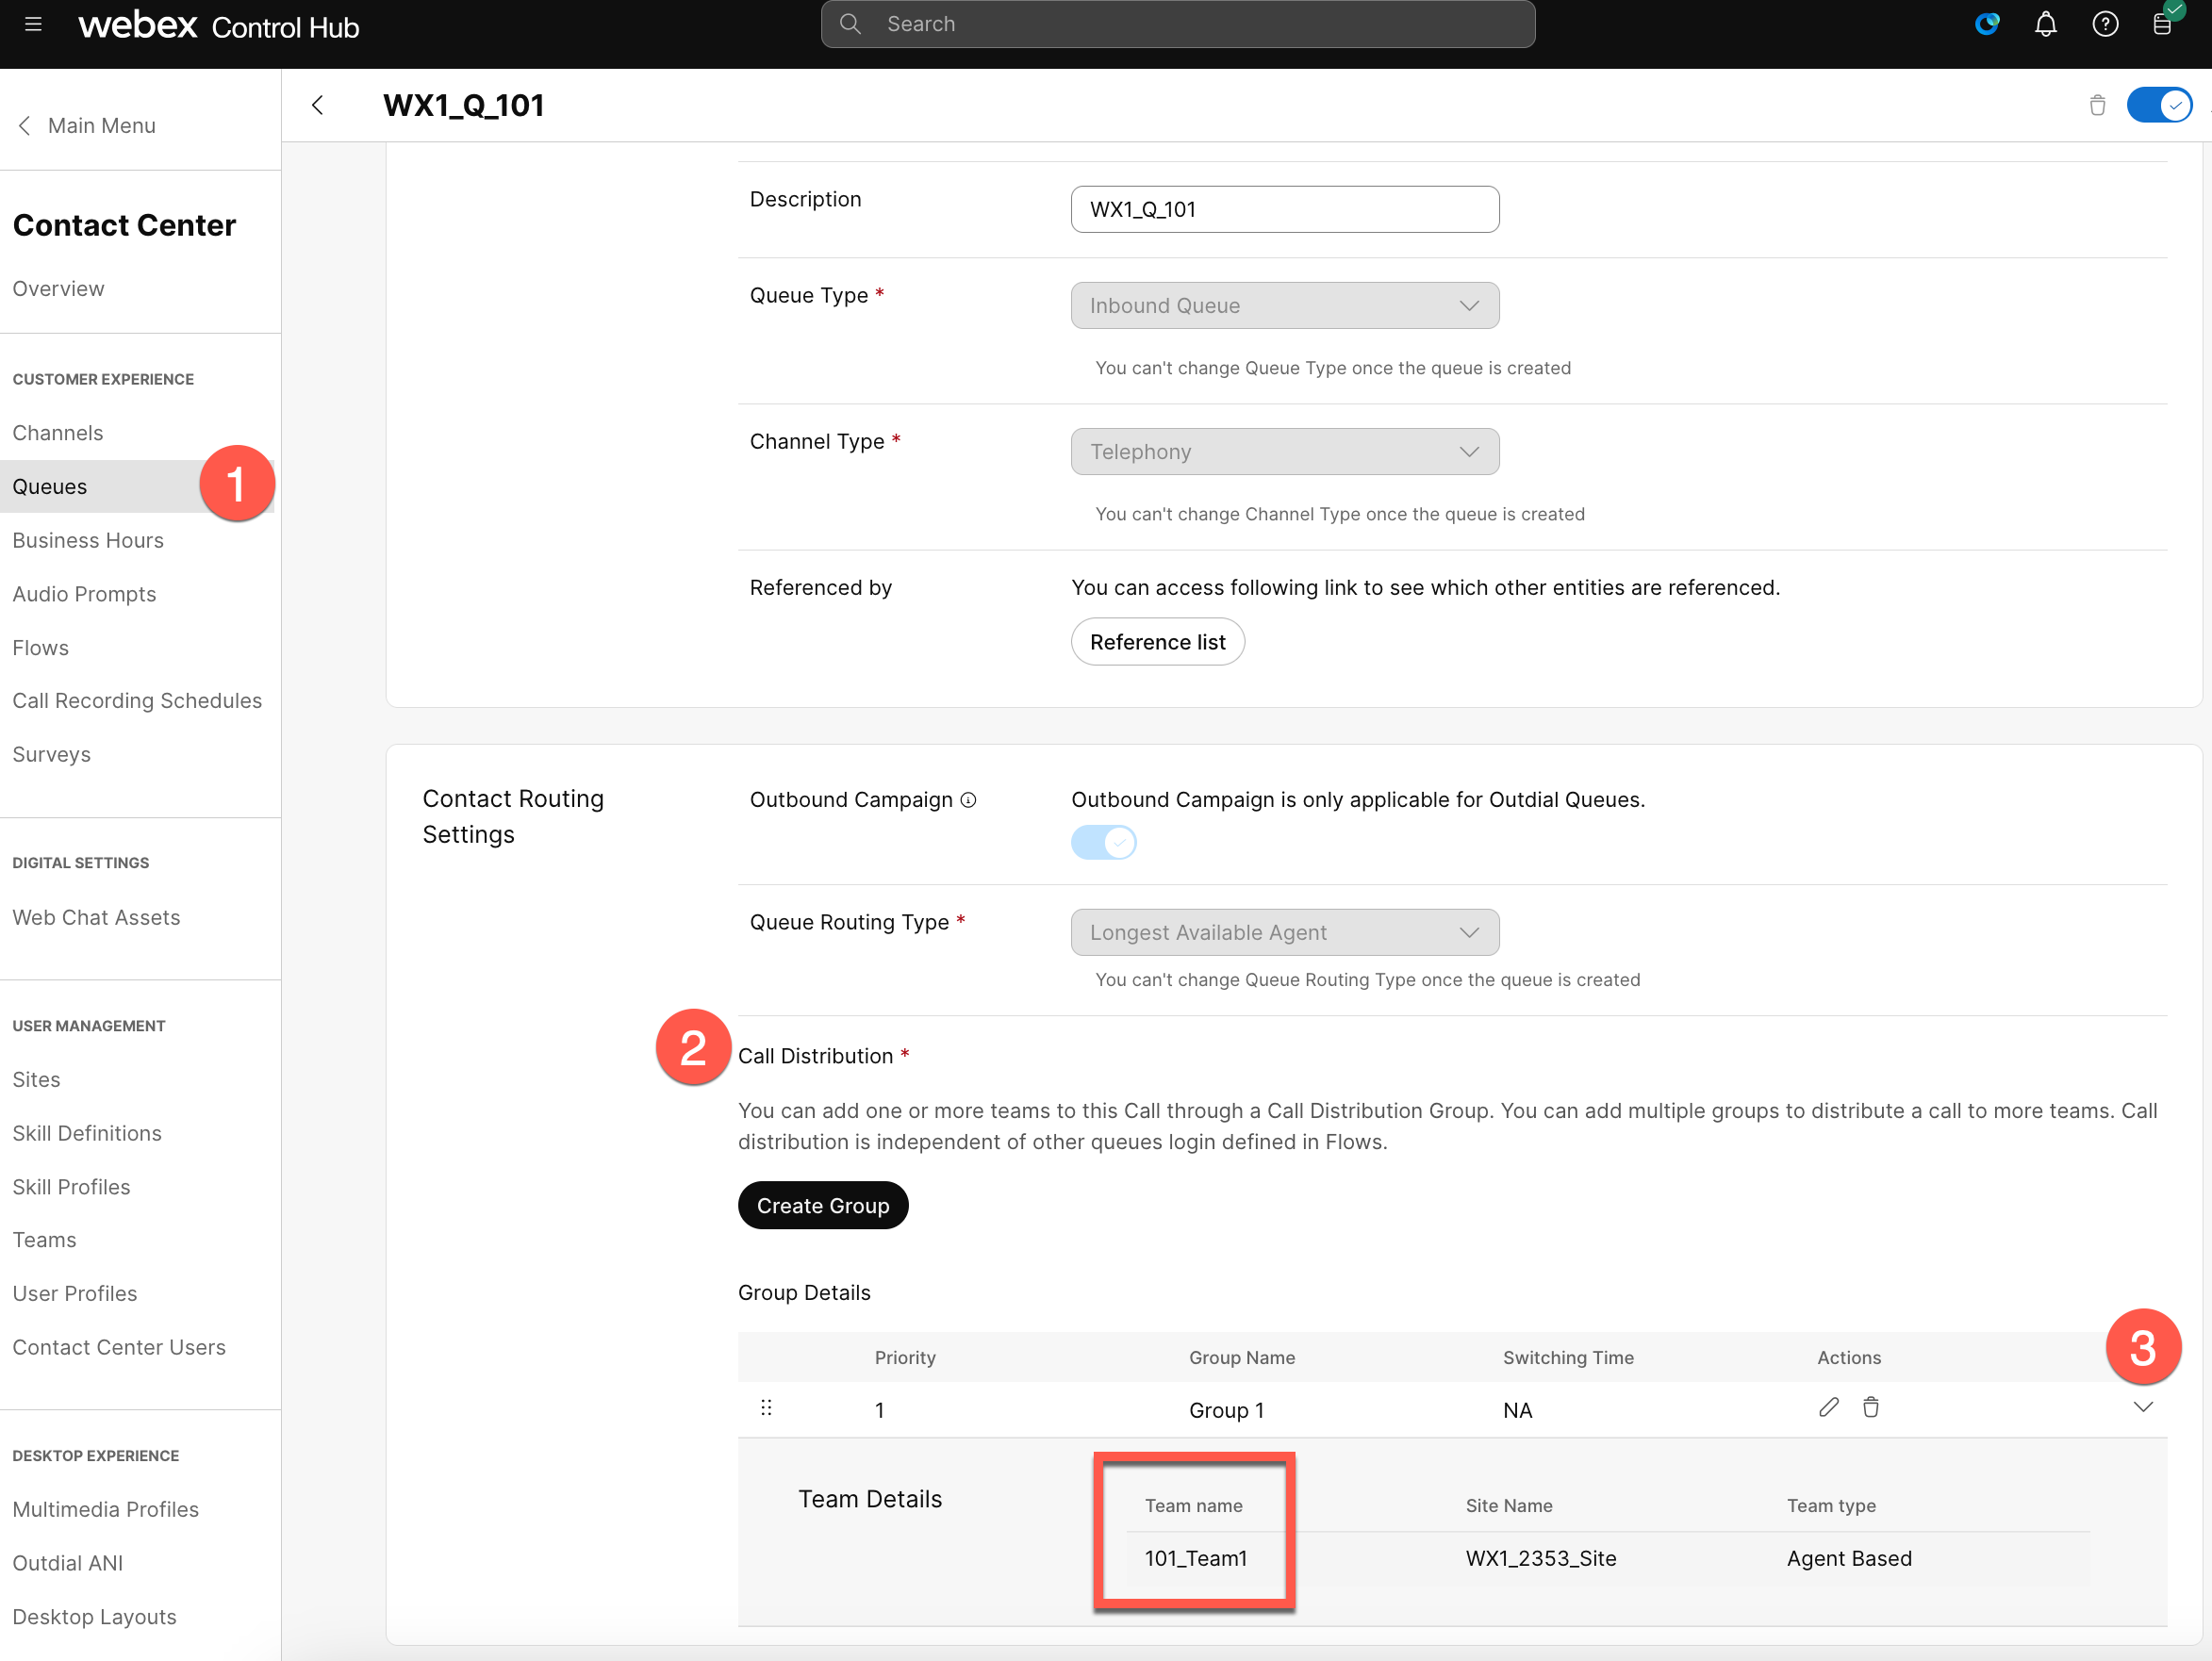 webex Control Hub
Search
Main Menu
WX1_Q_101
Contact Center
Overview
CUSTOMER EXPERIENCE
Channels
Queues
1
Business Hours
Audio Prompts
Flows
Call Recording Schedules
Surveys
DIGITAL SETTINGS
Web Chat Assets
USER MANAGEMENT
Sites
Skill Definitions
Skill Profiles
Teams
User Profiles
Contact Center Users
DESKTOP EXPERIENCE
Multimedia Profiles
Outdial ANI
Desktop Layouts
Description
WX1_Q_101
Queue Type *
Inbound Queue
You can't change Queue Type once the queue is created
Channel Type *
Telephony
You can't change Channel Type once the queue is created
Referenced by
You can access following link to see which other entities are referenced.
Reference list
Contact Routing
Settings
Outbound Campaign
Outbound Campaign is only applicable for Outdial Queues.
Queue Routing Type *
Longest Available Agent
You can't change Queue Routing Type once the queue is created
2
Call Distribution *
You can add one or more teams to this Call through a Call Distribution Group. You can add multiple groups to distribute a call to more teams. Call
distribution is independent of other queues login defined in Flows.
Create Group
Group Details
Priority Group Name Switching Time Actions
3
1 Group 1 NA
Team Details
Team name Site Name Team type
101_Team1 WX1_2353_Site Agent Based